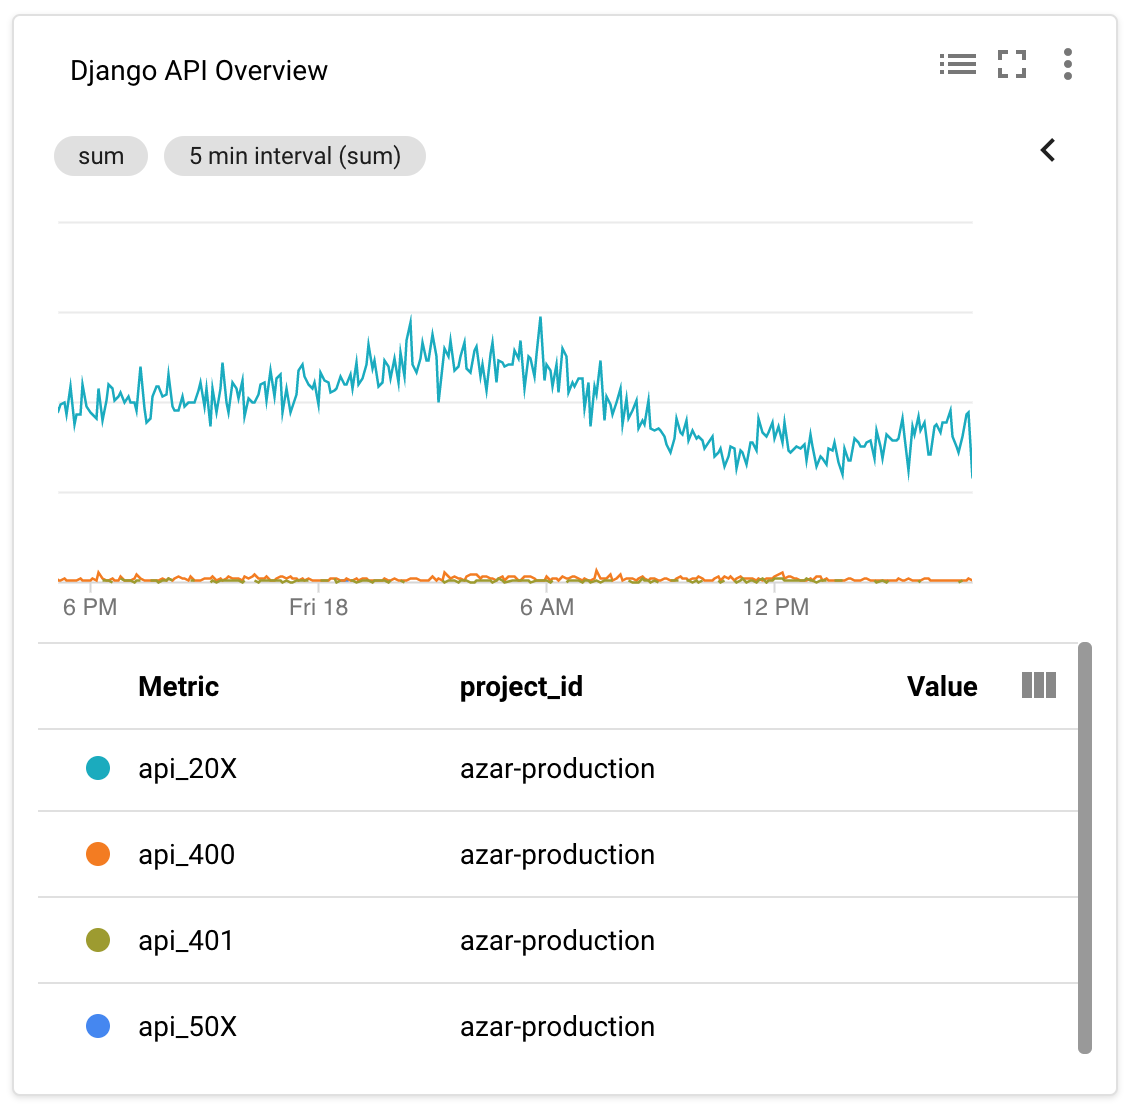 Django API Overview
sum
5 min interval (sum)
6 PM Fri 18 6 AM 12 PM
Metric project_id Value
api_20X azar-production
api_400 azar-production
api_401 azar-production
api_50X azar-production